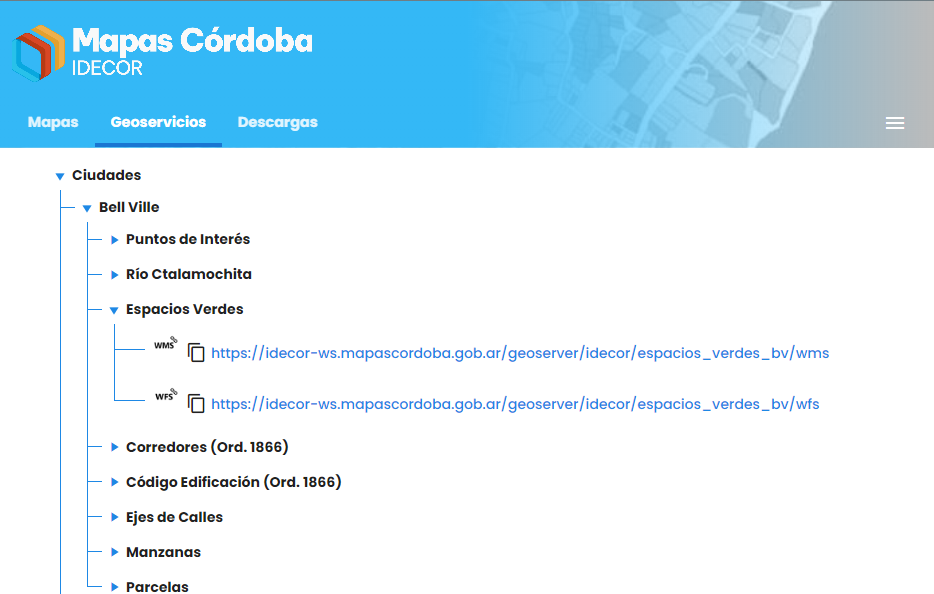 Mapas Córdoba
IDECOR
Mapas Geoservicios Descargas
Ciudades
Bell Ville
Puntos de Interés
Río Ctalamochita
Espacios Verdes
WMS https://idecor-ws.mapascordoba.gob.ar/geoserver/idecor/espacios_verdes_bv/wms
WFS https://idecor-ws.mapascordoba.gob.ar/geoserver/idecor/espacios_verdes_bv/wfs
Corredores (Ord. 1866)
Código Edificación (Ord. 1866)
Ejes de Calles
Manzanas
Parcelas